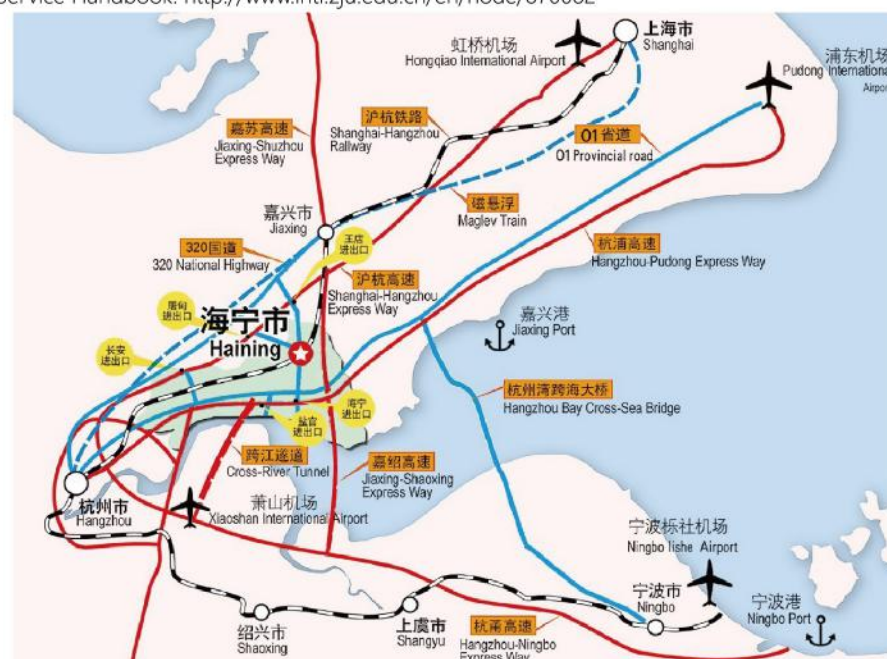 Service Handbook: http://www.intl.zju.edu.cn/en/node/670082
上海市
Shanghai
虹桥机场
Hongqiao International Airport
浦东机场
Pudong International
Airport
嘉苏高速
Jiaxing-Shuzhou
Express Way
沪杭铁路
Shanghai-Hangzhou
Rallway
01省道
01 Provincial road
磁悬浮
Maglev Train
嘉兴市
Jiaxing
王店
进出口
320国道
320 National Highway
杭浦高速
Hangzhou-Pudong Express Way
沪杭高速
Shanghai-Hangzhou
Express Way
进出口
海宁市
Haining
嘉兴港
Jiaxing Port
长安
进出口
杭州湾跨海大桥
Hangzhou Bay Cross-Sea Bridge
海宁
进出口
盐官
进出口
跨江遂道
Cross-River Tunnel
嘉绍高速
Jiaxing-Shaoxing
Express Way
杭州市
Hangzhou
萧山机场
Xiaoshan International Airport
宁波栎社机场
Ningbo lishe Airport
宁波市
Ningbo
宁波港
Ningbo Port
绍兴市
Shaoxing
上虞市
Shangyu
杭甬高速
Hangzhou-Ningbo
Express Way